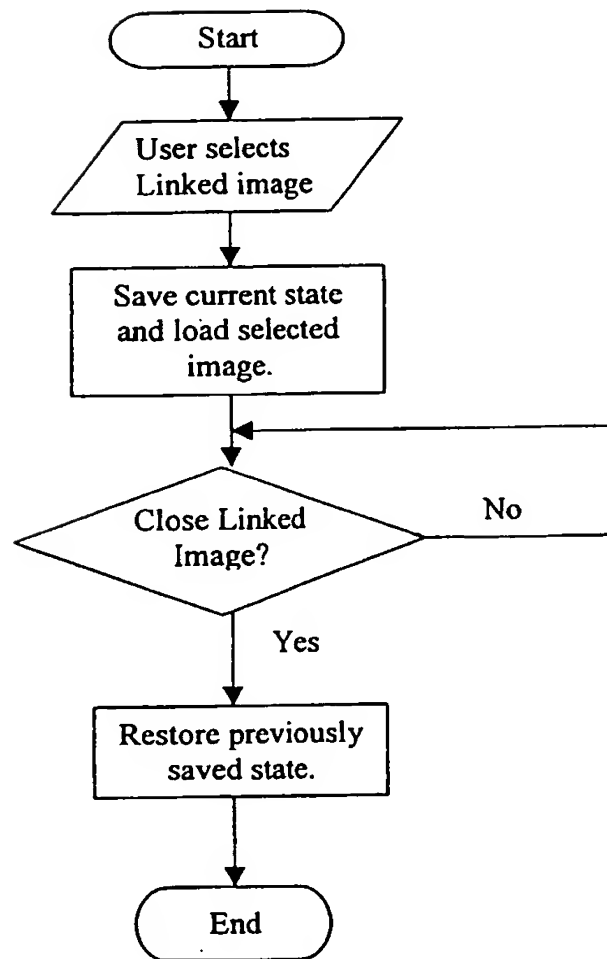 Start
User selects
Linked image
Save current state
and load selected
image.
Close Linked
Image?
No
Yes
Restore previously
saved state.
End